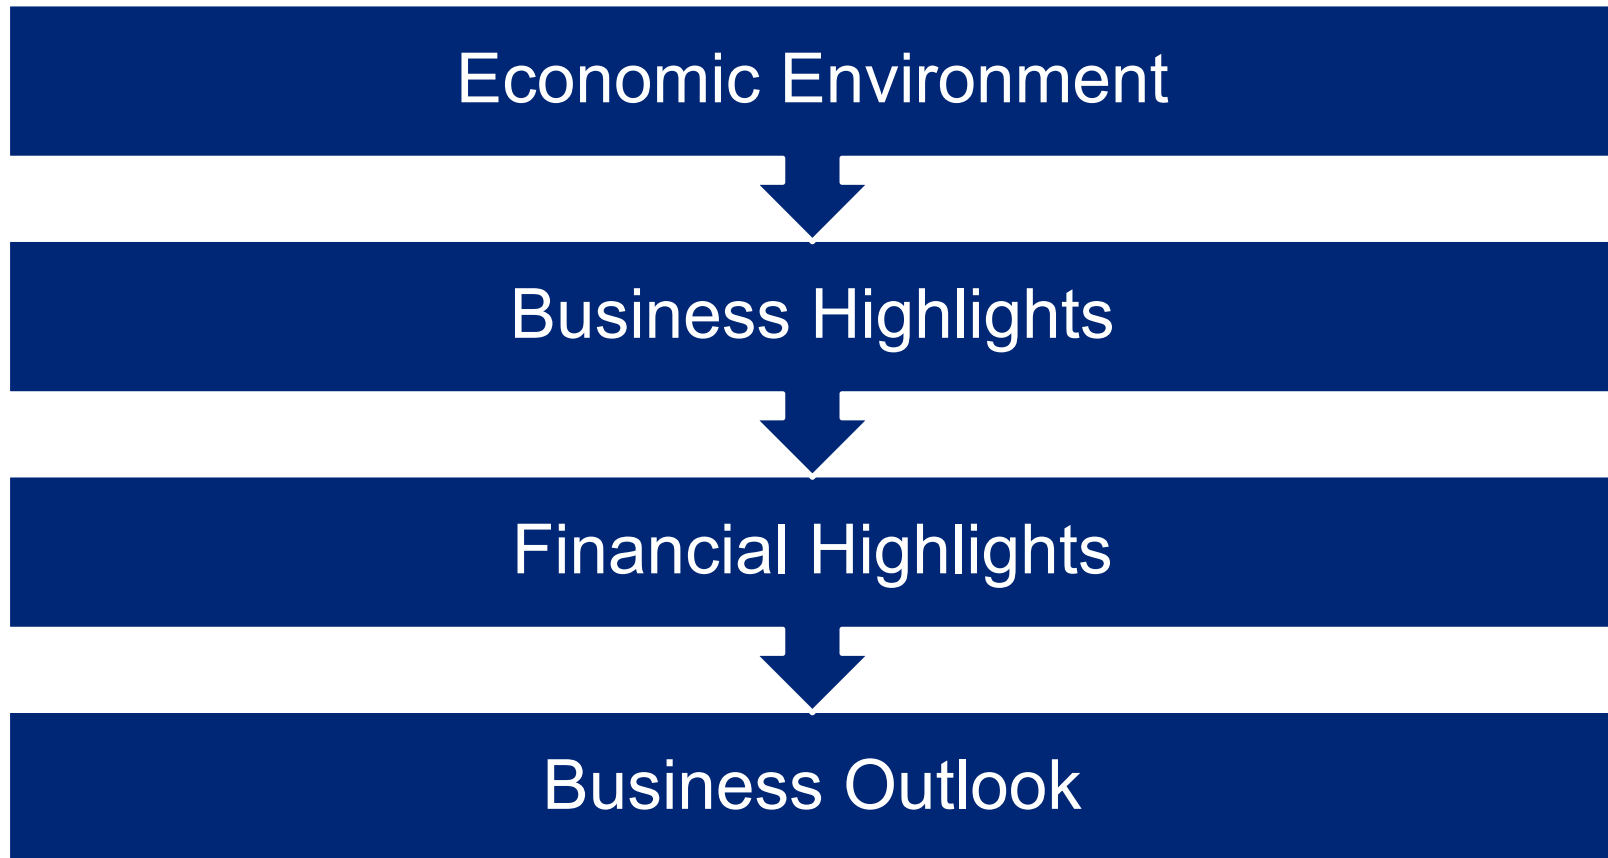 Economic Environment
Business Highlights
Financial Highlights
Business Outlook